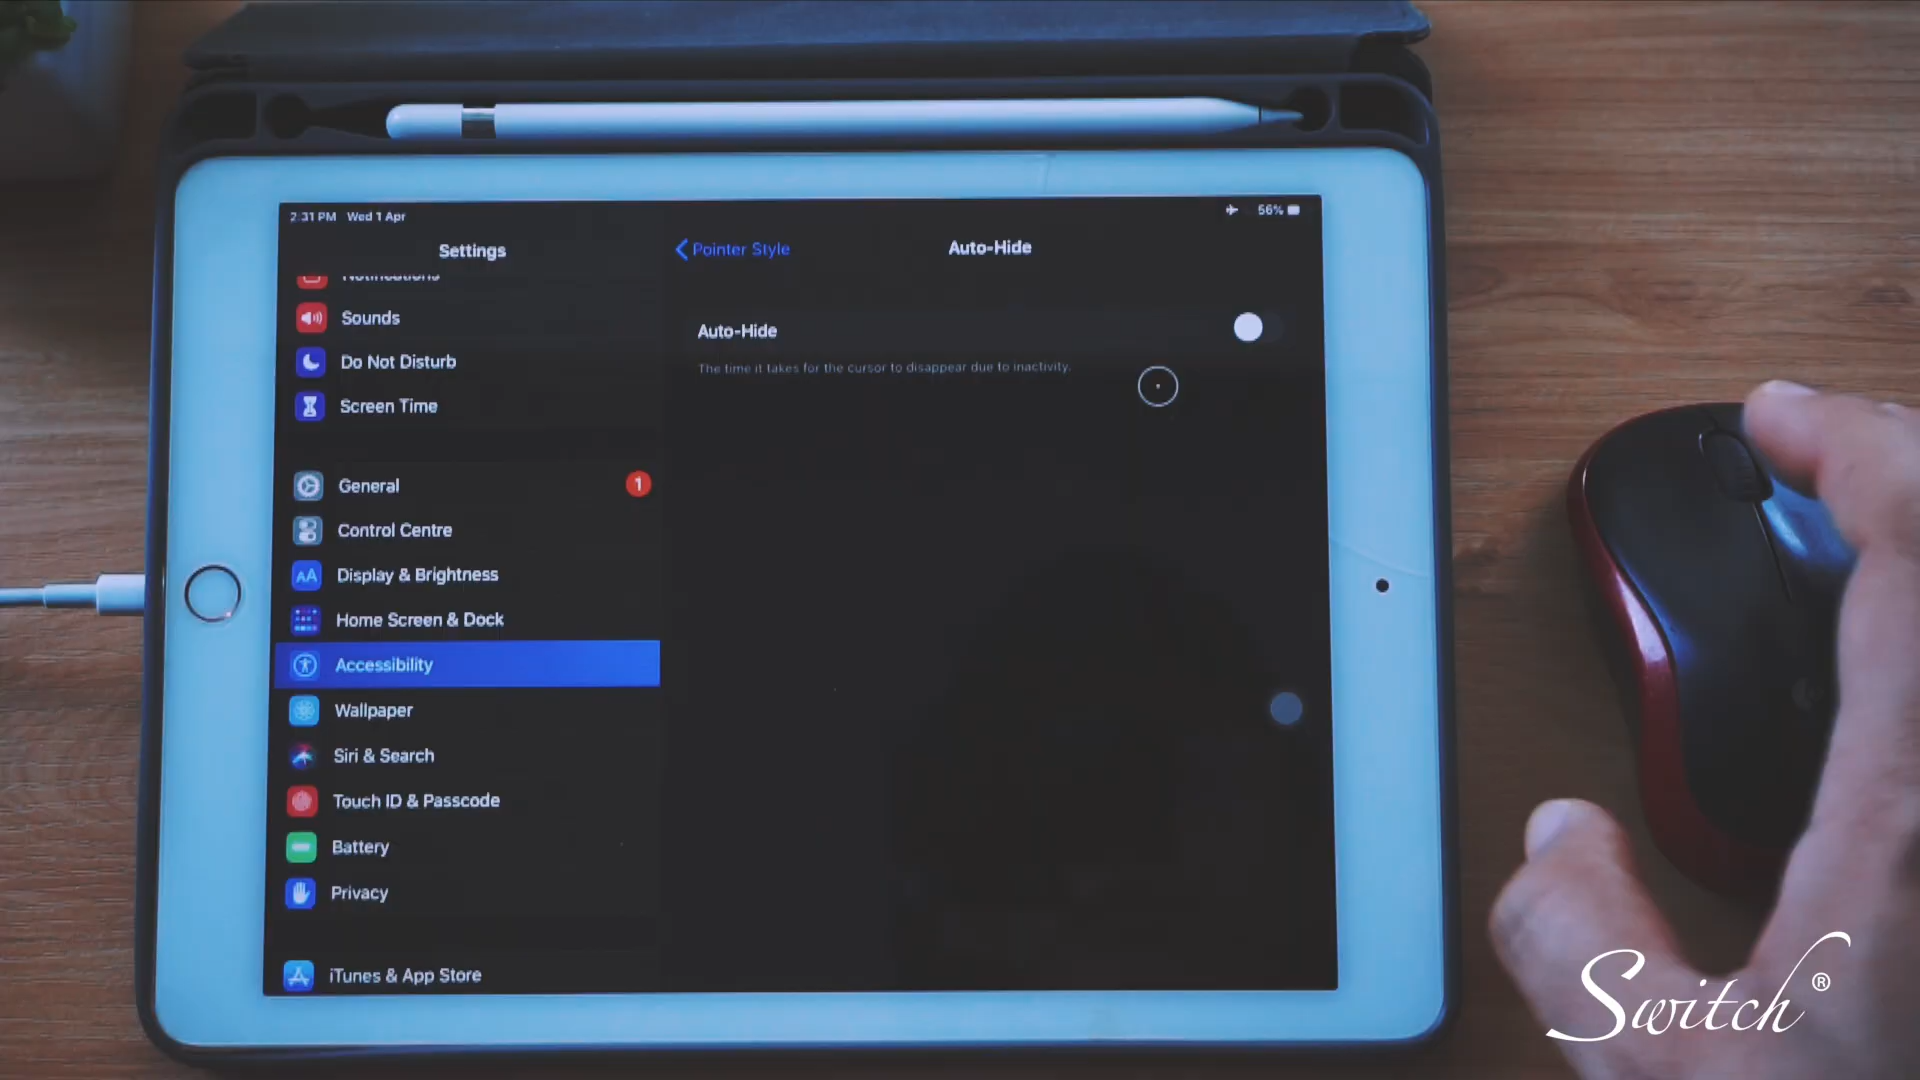 2:31 PM Wed 1 Apr
56%
Settings
Notifications
Sounds
Do Not Disturb
Screen Time
General
1
Control Centre
AA
Display & Brightness
Home Screen & Dock
Accessibility
Wallpaper
Siri & Search
Touch ID & Passcode
Battery
Privacy
iTunes & App Store
Pointer Style
Auto-Hide
Auto-Hide
The time it takes for the cursor to disappear due to inactivity.
Switch®